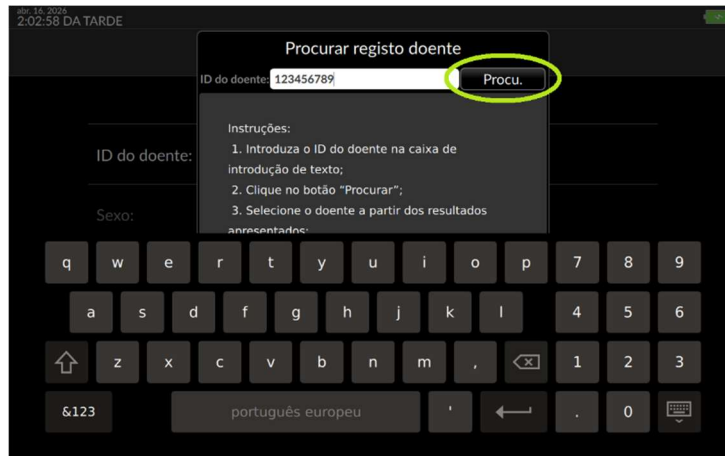 abr. 16, 2026
2:02:58 DA TARDE
Procurar registo doente
ID do doente: 123456789 Procu.
Instruções:
1. Introduza o ID do doente na caixa de
introdução de texto;
2. Clique no botão "Procurar";
3. Selecione o doente a partir dos resultados
apresentados;
ID do doente:
Sexo:
q w e r t y u i o p 7 8 9
a s d f g h j k l 4 5 6
z x c v b n m , 1 2 3
&123 português europeu ' . 0